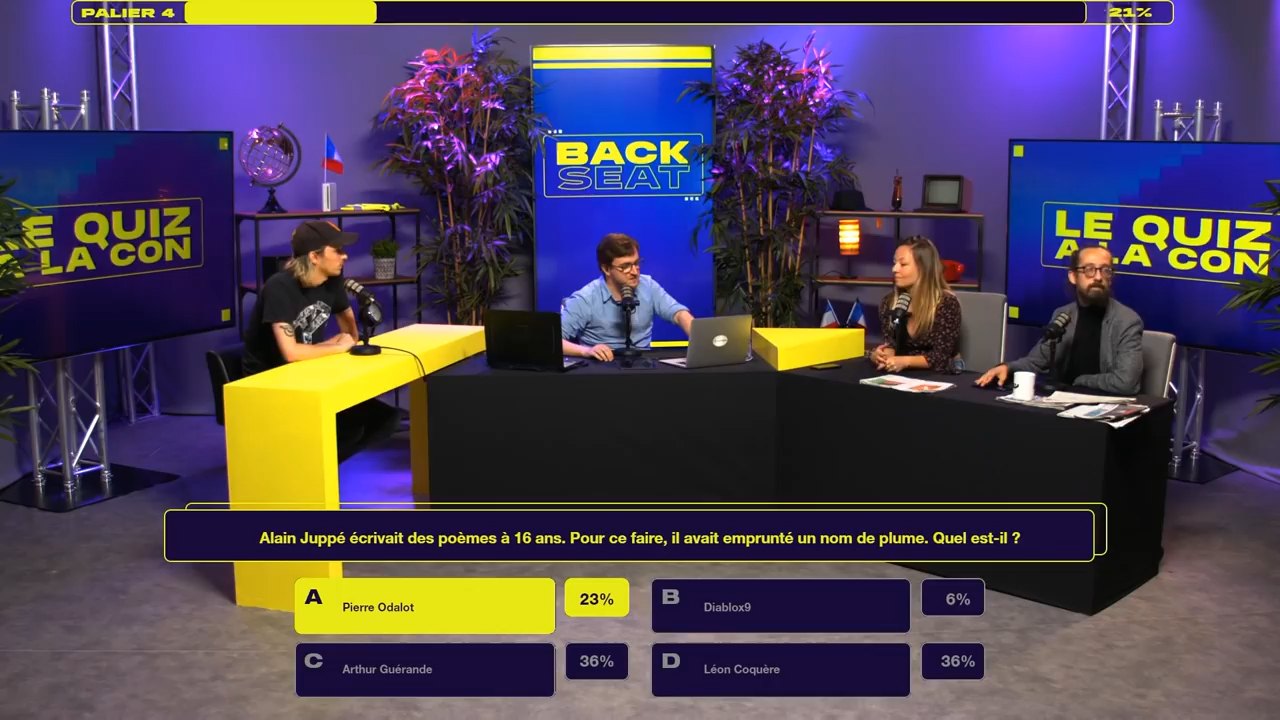 PALIER 4
21%
BACK
SEAT
LE QUIZ
A LA CON
LE QUIZ
A LA CON
Alain Juppé écrivait des poèmes à 16 ans. Pour ce faire, il avait emprunté un nom de plume. Quel est-il ?
A
Pierre Odalot
23%
B
Diablox9
6%
C
Arthur Guérande
36%
D
Léon Coquère
36%